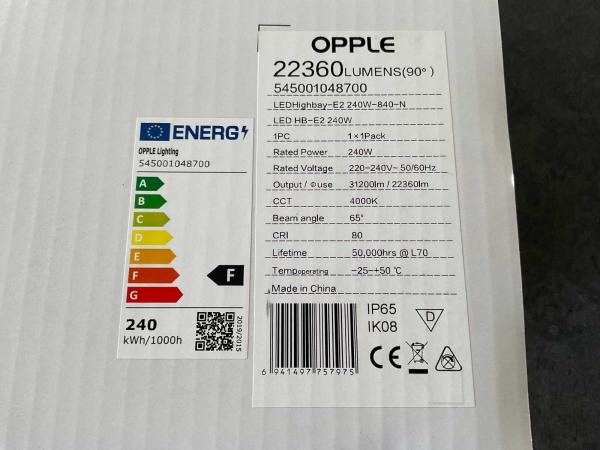 OPPLE
22360LUMENS(90°)
545001048700
LEDHighbay-E2 240W-840-N
LED HB-E2 240W
1PC 1×1Pack
Rated Power 240W
Rated Voltage 220-240V~ 50/60Hz
Output / Φuse 31200lm / 22360lm
CCT 4000K
Beam angle 65°
CRI 80
Lifetime 50,000hrs @ L70
Tempoperating -25~+50℃
Made in China
IP65
IK08
D
CE
6 941497 757975
ENERG
OPPLE Lighting
545001048700
A
B
C
D
E
F
G
F
240
kWh/1000h
2019/2015